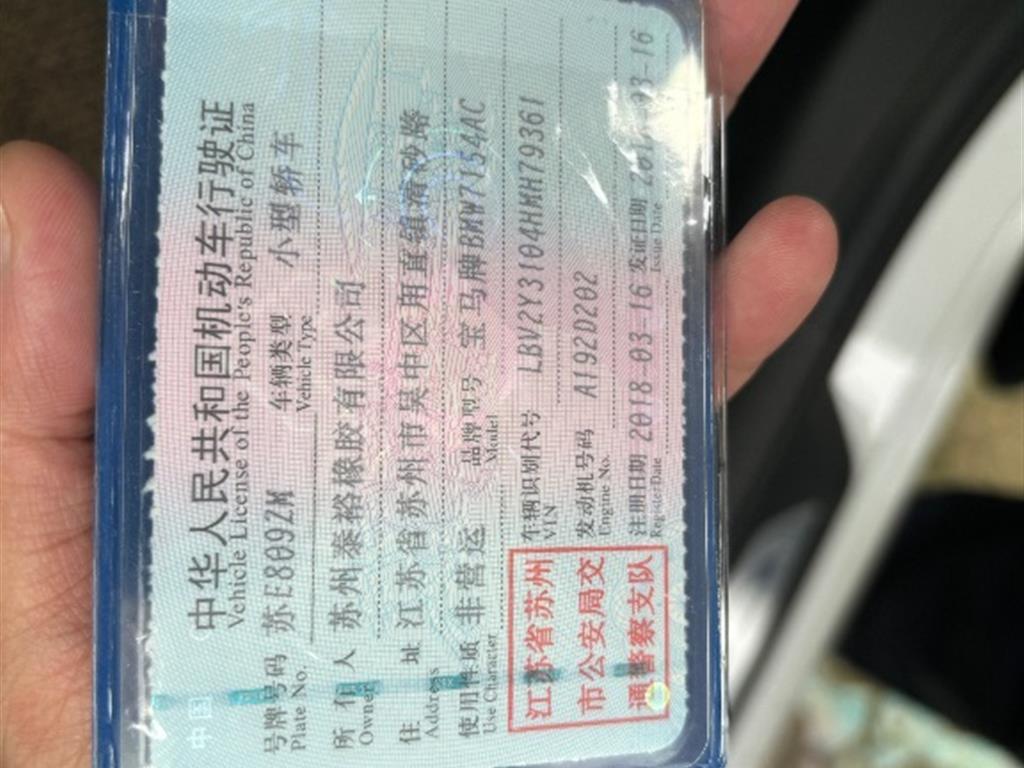 中华人民共和国机动车行驶证
Vehicle License of the People's Republic of China
号牌号码 苏E809ZM 车辆类型 小型轿车
Plate No. Vehicle Type
所有人 苏州泰裕橡胶有限公司
Owner
住址 江苏省苏州市吴中区甪直镇
Address
使用性质 非营运 品牌型号 宝马牌BMW7154AC
Use Character Model
江苏省苏州
市公安局交
通警察支队
车辆识别代号 LBV2Y3104HMH79361
VIN
发动机号码 A192D202
Engine No.
注册日期 2018-03-16 发证日期
Register Date Issue Date
中国